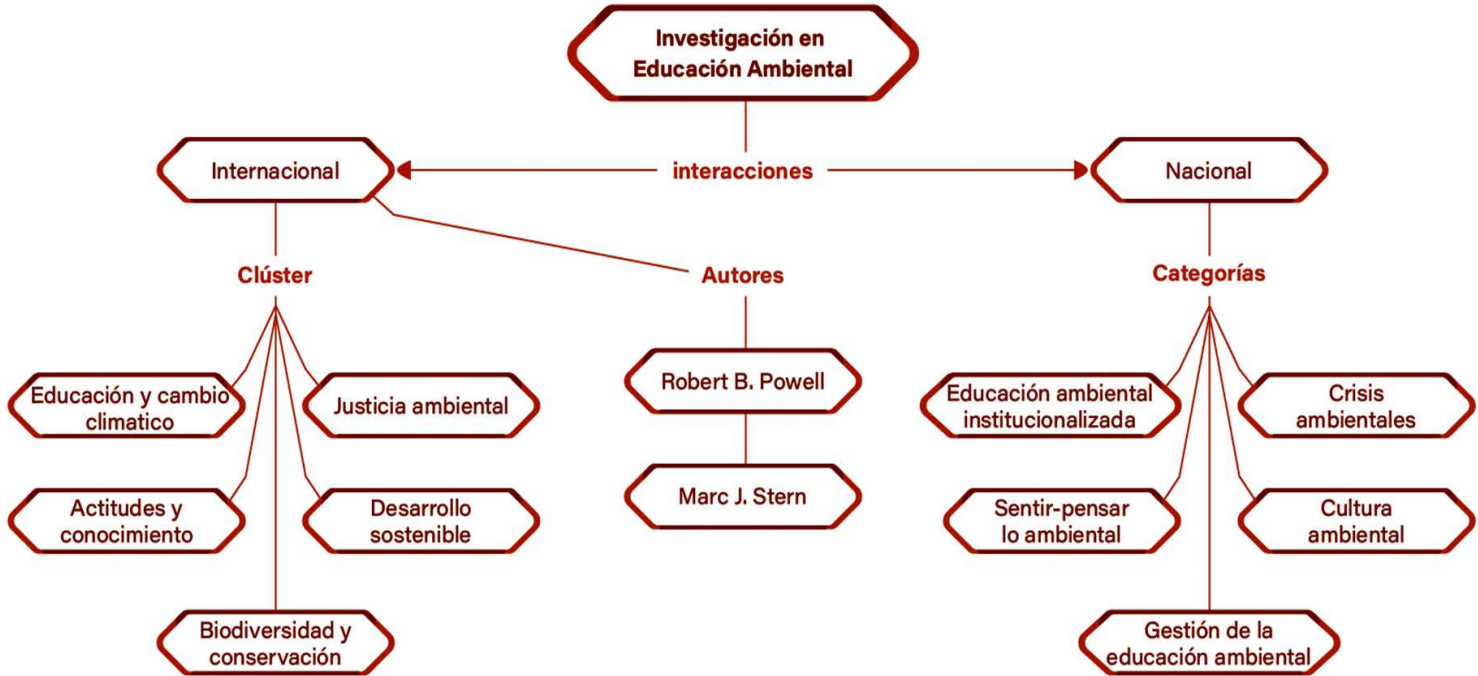 Investigación en
Educación Ambiental
Internacional
interacciones
Nacional
Clúster
Autores
Categorías
Educación y cambio
climatico
Justicia ambiental
Robert B. Powell
Educación ambiental
institucionalizada
Crisis
ambientales
Actitudes y
conocimiento
Desarrollo
sostenible
Marc J. Stern
Sentir-pensar
lo ambiental
Cultura
ambiental
Biodiversidad y
conservación
Gestión de la
educación ambiental